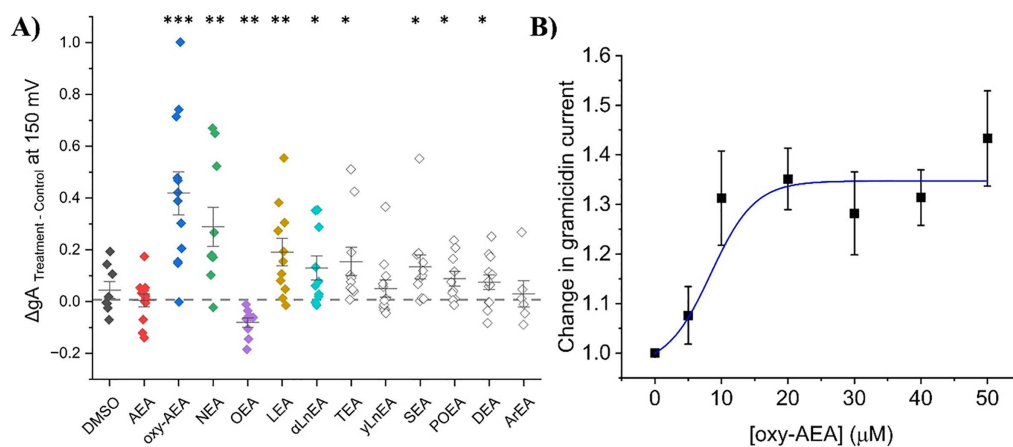 A)
*** ** ** ** * * * * *
ΔgA Treatment - Control at 150 mV
1.0
0.8
0.6
0.4
0.2
0.0
−0.2
DMSO
AEA
oxy-AEA
NEA
OEA
LEA
αLnEA
TEA
yLnEA
SEA
POEA
DEA
ArEA
B)
Change in gramicidin current
1.6
1.5
1.4
1.3
1.2
1.1
1.0
0 10 20 30 40 50
[oxy-AEA] (μM)